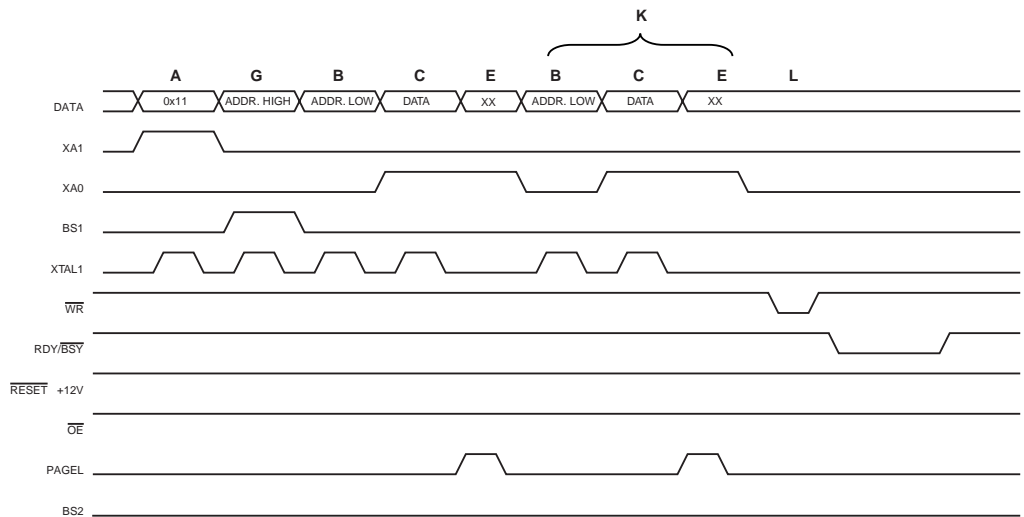 K
A G B C E B C E L
DATA 0x11 ADDR. HIGH ADDR. LOW DATA XX ADDR. LOW DATA XX
XA1
XA0
BS1
XTAL1
WR
RDY/BSY
RESET +12V
OE
PAGEL
BS2